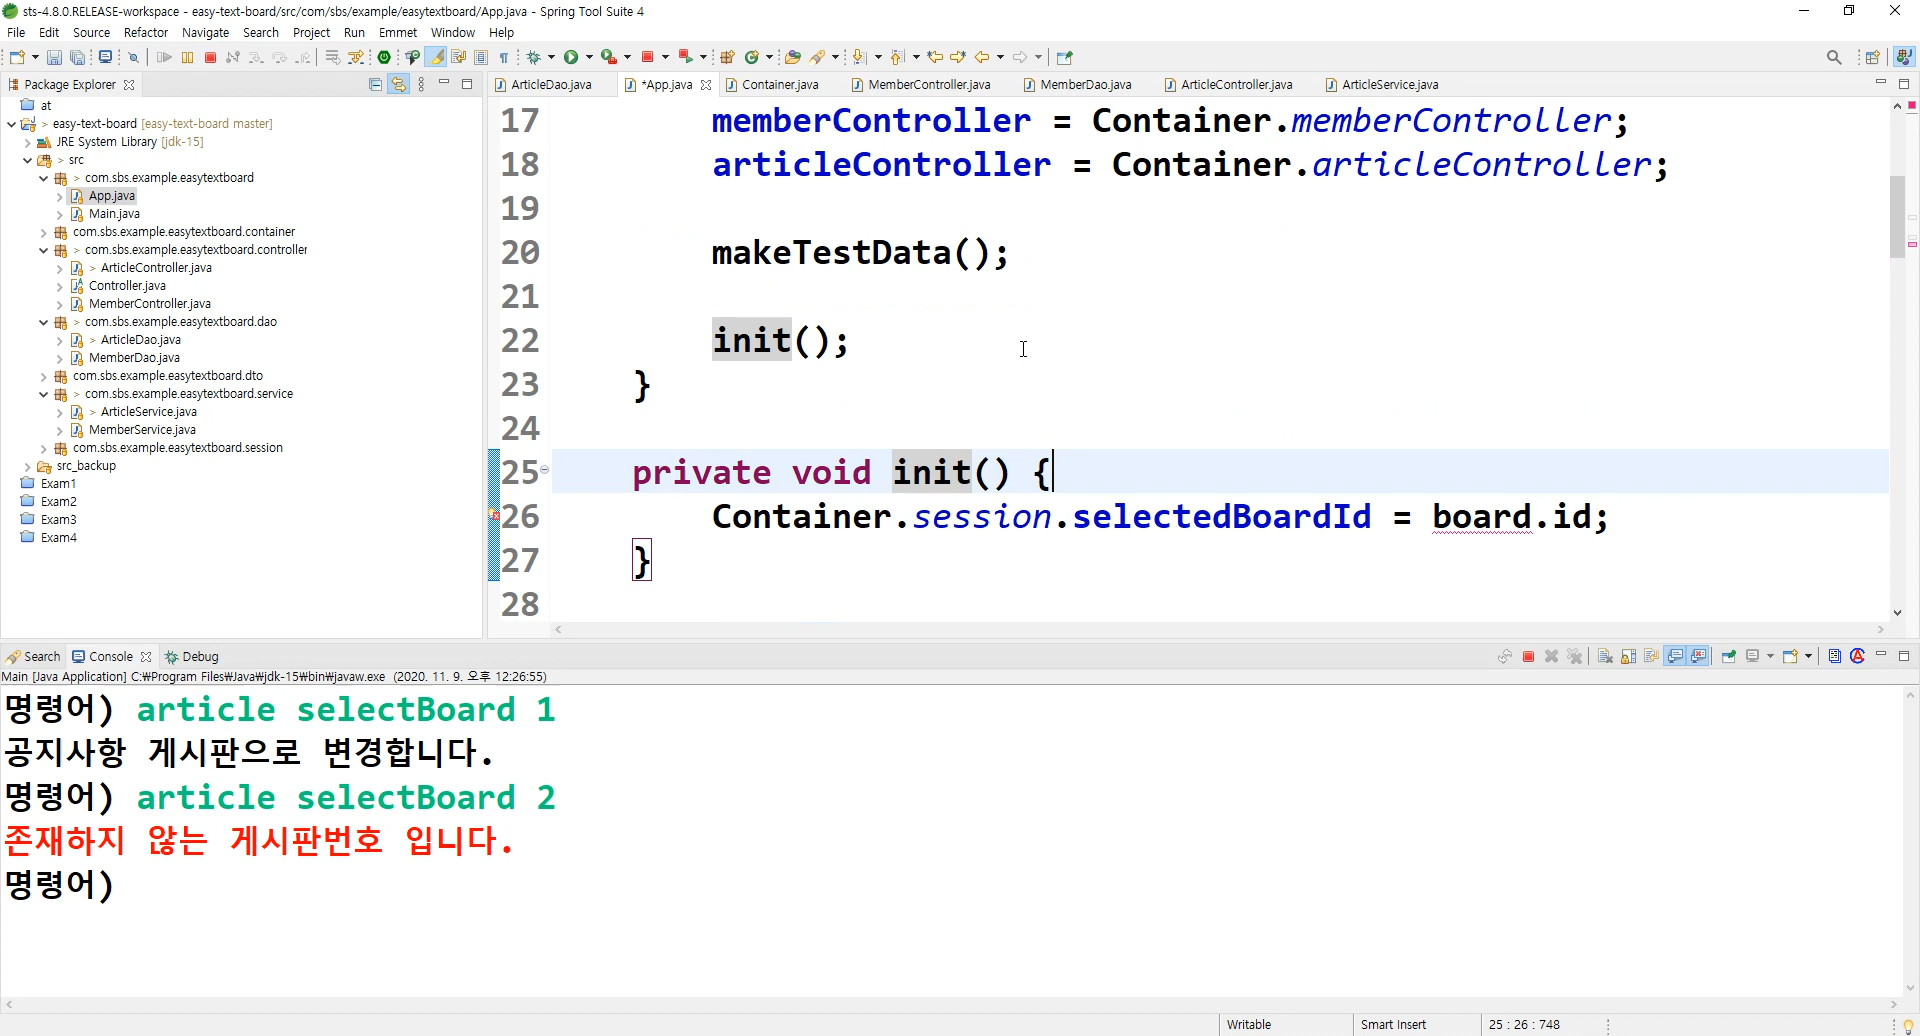 sts-4.8.0.RELEASE-workspace - easy-text-board/src/com/sbs/example/easytextboard/App.java - Spring Tool Suite 4
File Edit Source Refactor Navigate Search Project Run Emmet Window Help
Package Explorer
ArticleDao.java *App.java Container.java MemberController.java MemberDao.java ArticleController.java ArticleService.java
at
> easy-text-board [easy-text-board master]
JRE System Library [jdk-15]
> src
> com.sbs.example.easytextboard
App.java
Main.java
com.sbs.example.easytextboard.container
> com.sbs.example.easytextboard.controller
> ArticleController.java
Controller.java
MemberController.java
> com.sbs.example.easytextboard.dao
> ArticleDao.java
MemberDao.java
com.sbs.example.easytextboard.dto
> com.sbs.example.easytextboard.service
> ArticleService.java
MemberService.java
com.sbs.example.easytextboard.session
src_backup
Exam1
Exam2
Exam3
Exam4
17 memberController = Container.memberController;
18 articleController = Container.articleController;
19
20 makeTestData();
21
22 init();
23 }
24
25 private void init() {
26 Container.session.selectedBoardId = board.id;
27 }
28
Search Console Debug
Main [Java Application] C:₩Program Files₩Java₩jdk-15₩bin₩javaw.exe (2020. 11. 9. 오후 12:26:55)
명령어) article selectBoard 1
공지사항 게시판으로 변경합니다.
명령어) article selectBoard 2
존재하지 않는 게시판번호 입니다.
명령어)
Writable Smart Insert 25 : 26 : 748